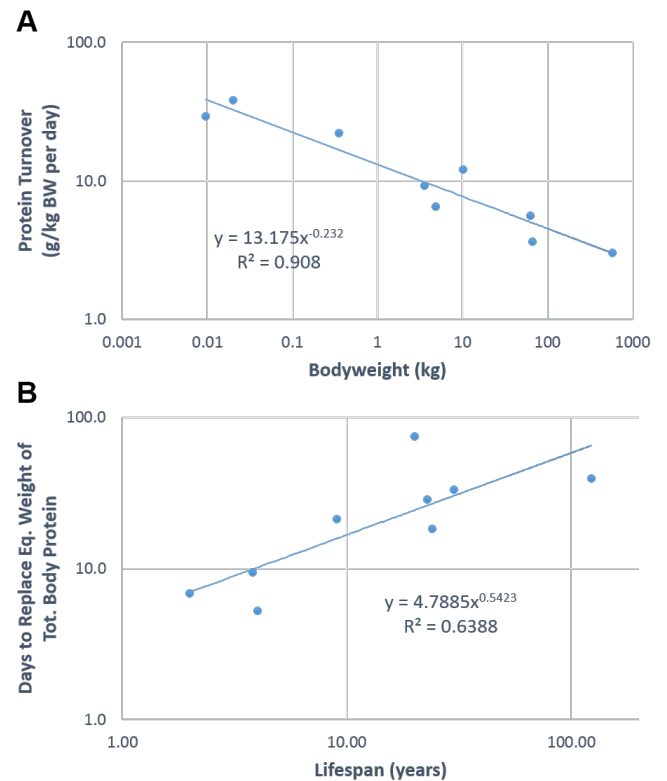 A
100.0
10.0
1.0
Protein Turnover
(g/kg BW per day)
y = 13.175x^-0.232
R² = 0.908
0.001 0.01 0.1 1 10 100 1000
Bodyweight (kg)
B
100.0
10.0
1.0
Days to Replace Eq. Weight of
Tot. Body Protein
y = 4.7885x^0.5423
R² = 0.6388
1.00 10.00 100.00
Lifespan (years)